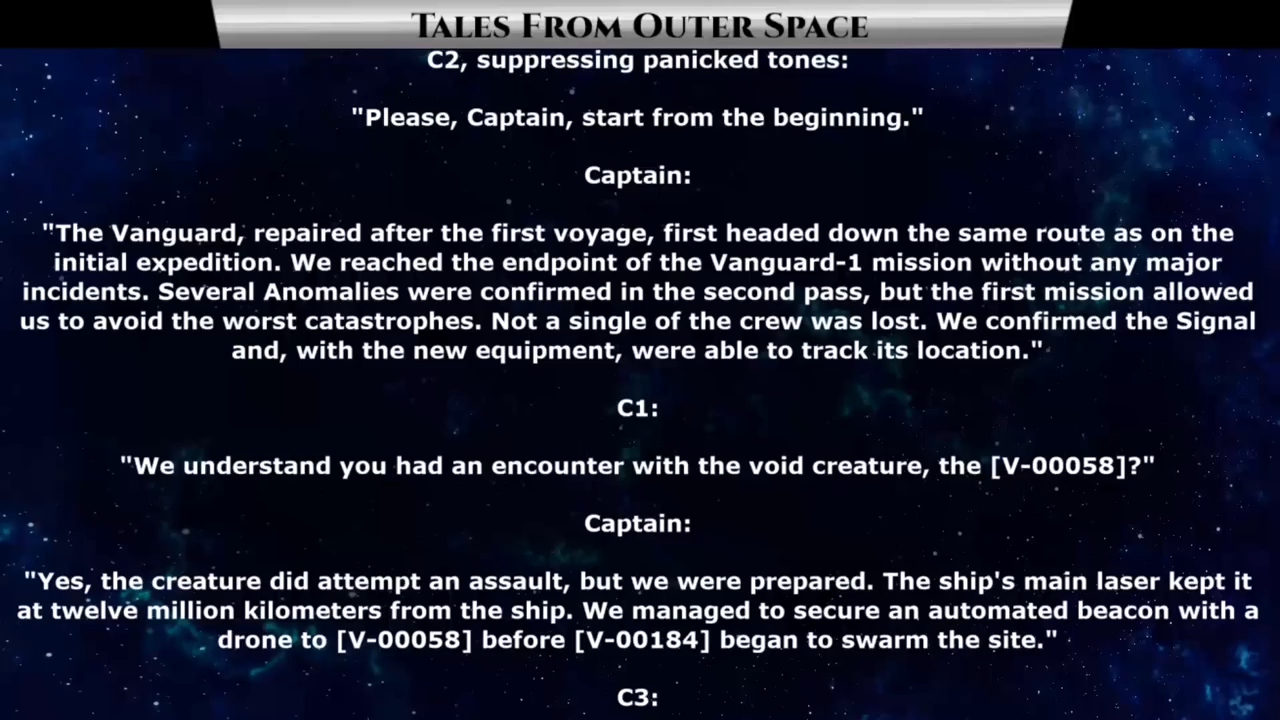 Tales From Outer Space
C2, suppressing panicked tones:
"Please, Captain, start from the beginning."
Captain:
"The Vanguard, repaired after the first voyage, first headed down the same route as on the
initial expedition. We reached the endpoint of the Vanguard-1 mission without any major
incidents. Several Anomalies were confirmed in the second pass, but the first mission allowed
us to avoid the worst catastrophes. Not a single of the crew was lost. We confirmed the Signal
and, with the new equipment, were able to track its location."
C1:
"We understand you had an encounter with the void creature, the [V-00058]?"
Captain:
"Yes, the creature did attempt an assault, but we were prepared. The ship's main laser kept it
at twelve million kilometers from the ship. We managed to secure an automated beacon with a
drone to [V-00058] before [V-00184] began to swarm the site."
C3: